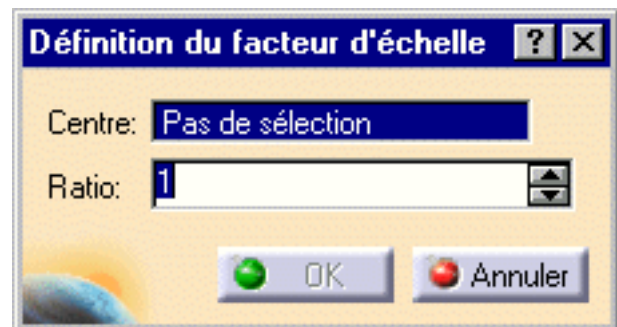 Définition du facteur d'échelle ? ×
Centre: Pas de sélection
Ratio: 1
OK Annuler